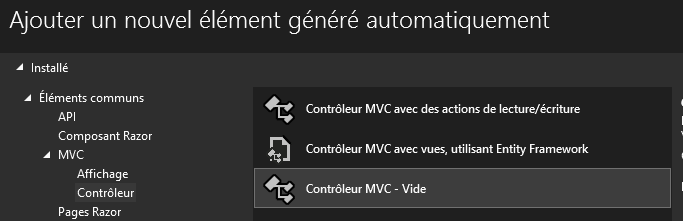 Ajouter un nouvel élément généré automatiquement
Installé
Éléments communs
API
Composant Razor
MVC
Affichage
Contrôleur
Pages Razor
Contrôleur MVC avec des actions de lecture/écriture
Contrôleur MVC avec vues, utilisant Entity Framework
Contrôleur MVC - Vide